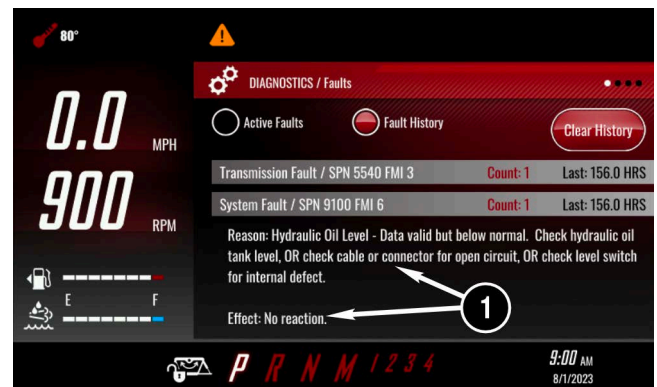 80°
DIAGNOSTICS / Faults
Active Faults
Fault History
Clear History
0.0 MPH
900 RPM
Transmission Fault / SPN 5540 FMI 3 Count: 1 Last: 156.0 HRS
System Fault / SPN 9100 FMI 6 Count: 1 Last: 156.0 HRS
Reason: Hydraulic Oil Level - Data valid but below normal. Check hydraulic oil
tank level, OR check cable or connector for open circuit, OR check level switch
for internal defect.
Effect: No reaction.
1
E F
P R N M 1 2 3 4
9:00 AM
8/1/2023